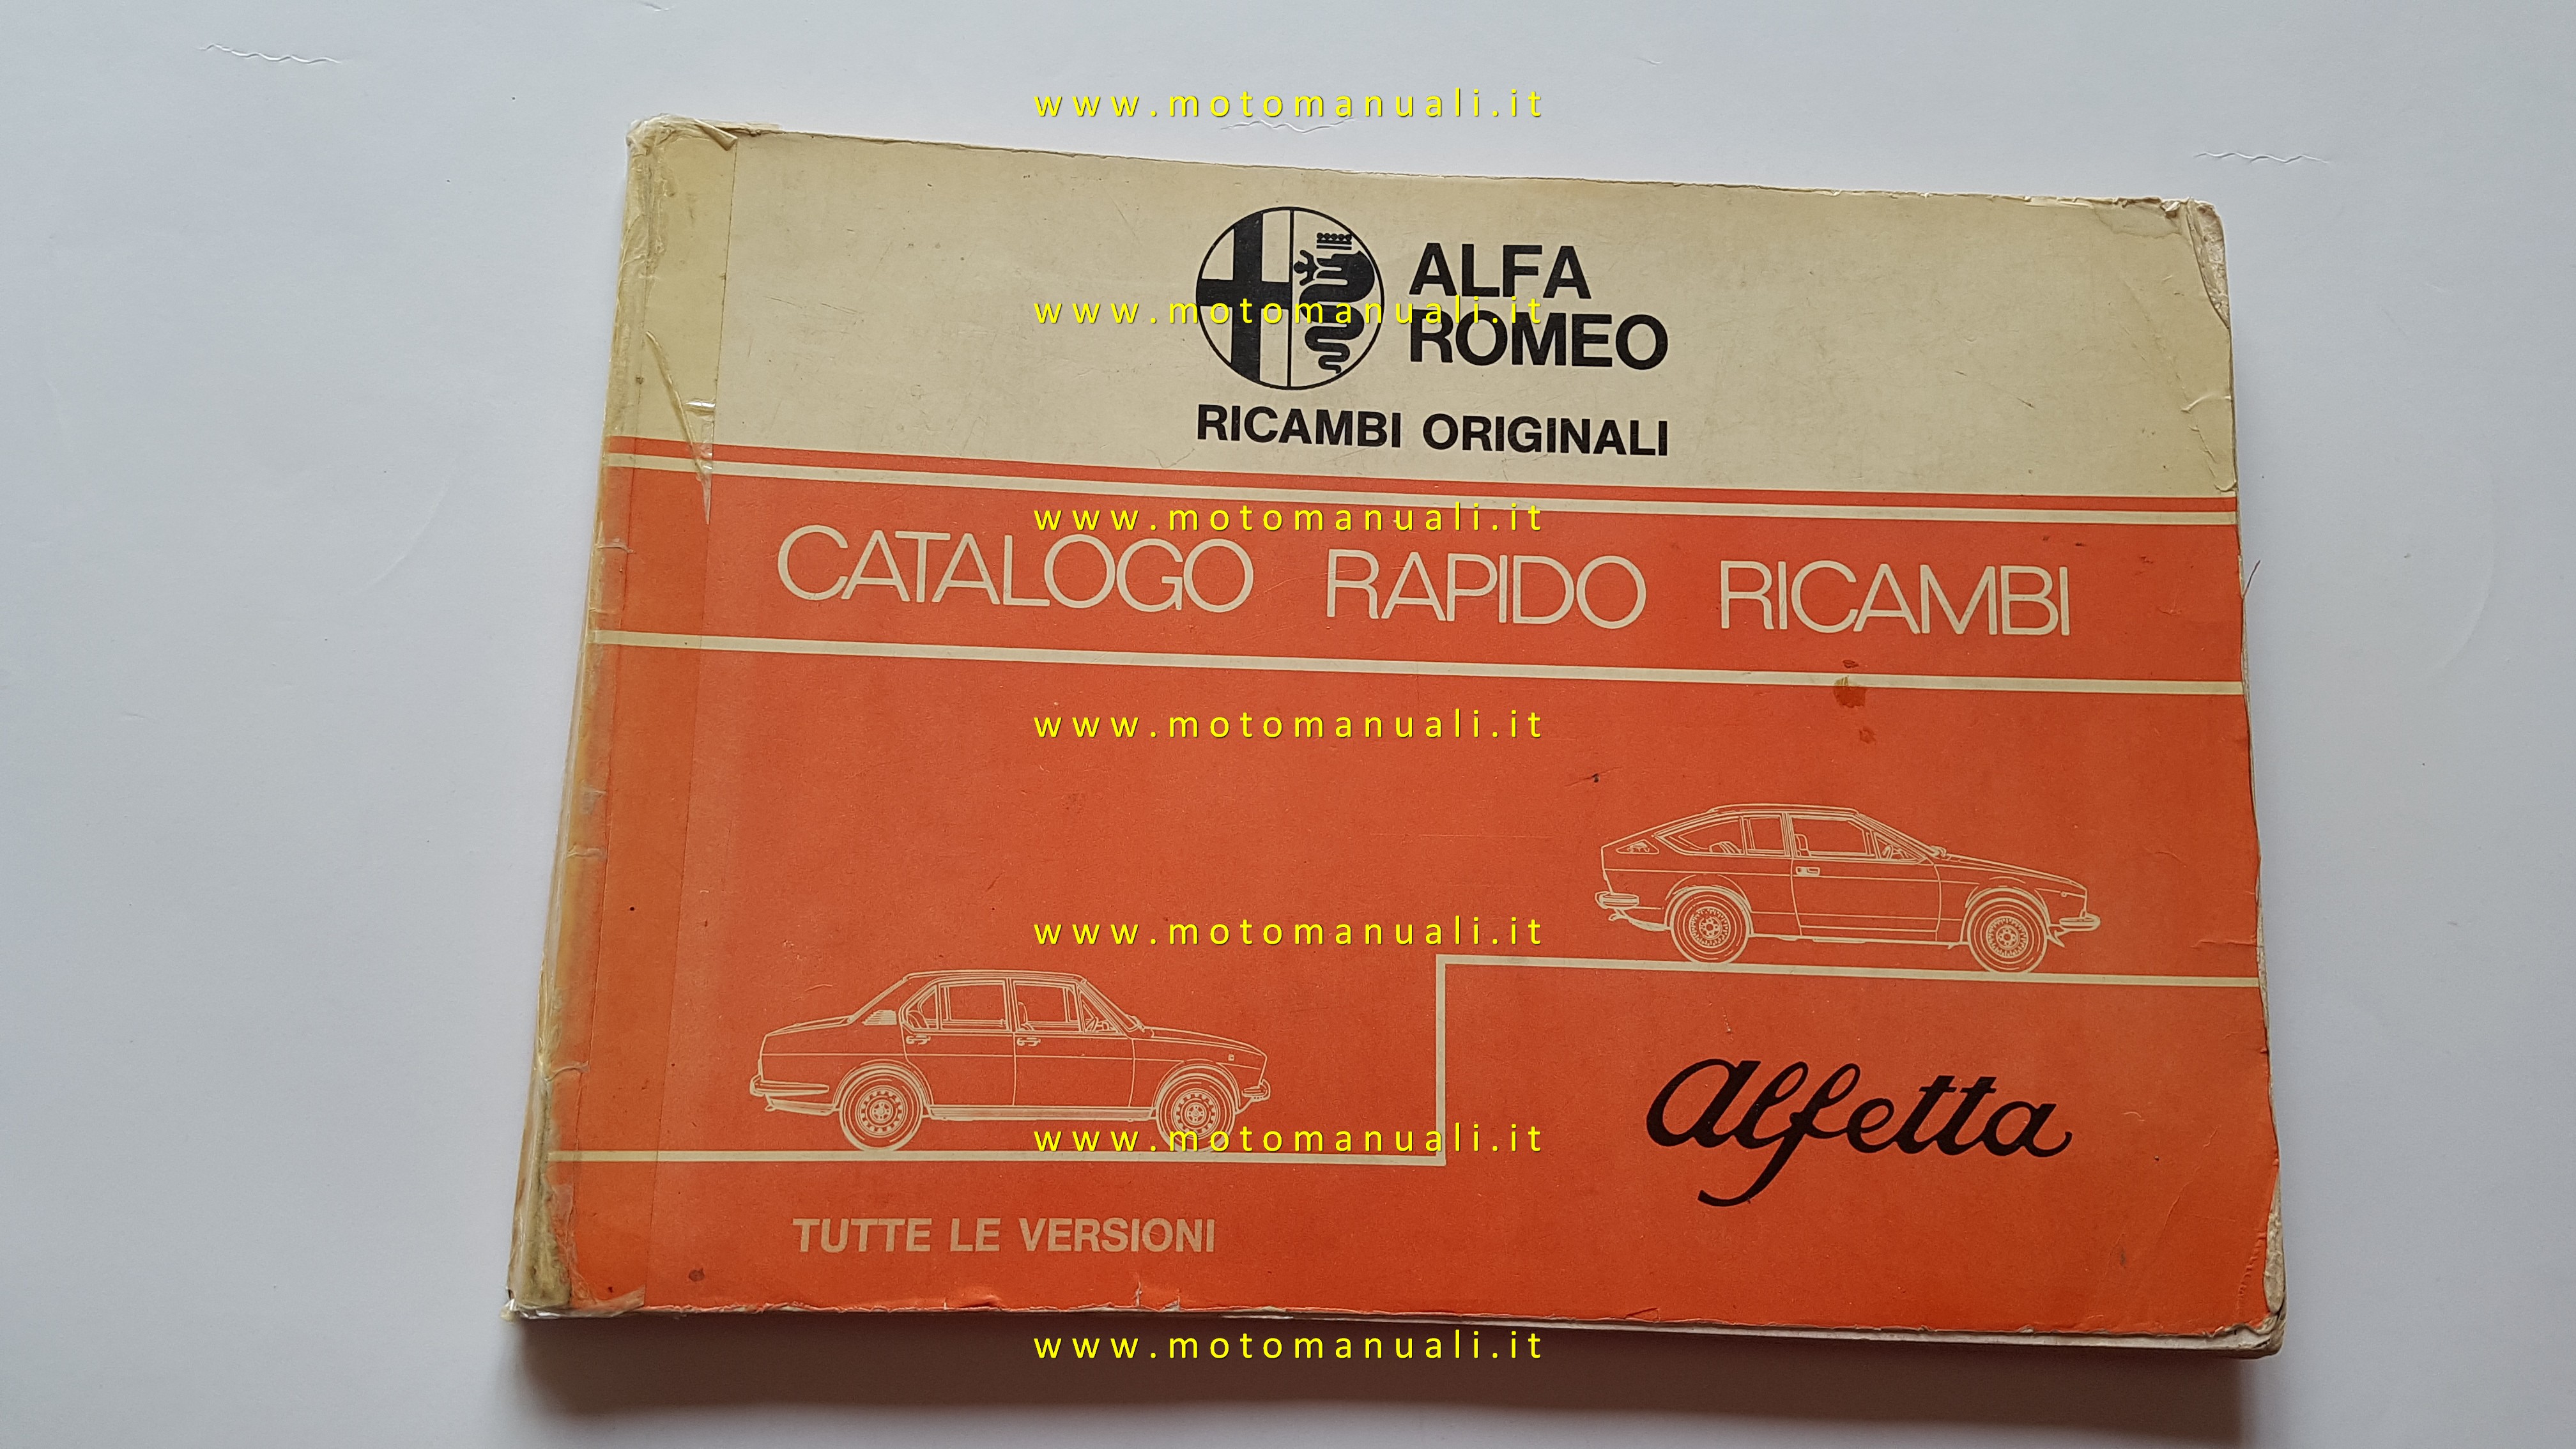 www.motomanuali.it
ALFA
www.motomanuali.it
ROMEO
RICAMBI ORIGINALI
www.motomanuali.it
CATALOGO RAPIDO RICAMBI
www.motomanuali.it
GTV
www.motomanuali.it
alfetta
www.motomanuali.it
TUTTE LE VERSIONI
www.motomanuali.it